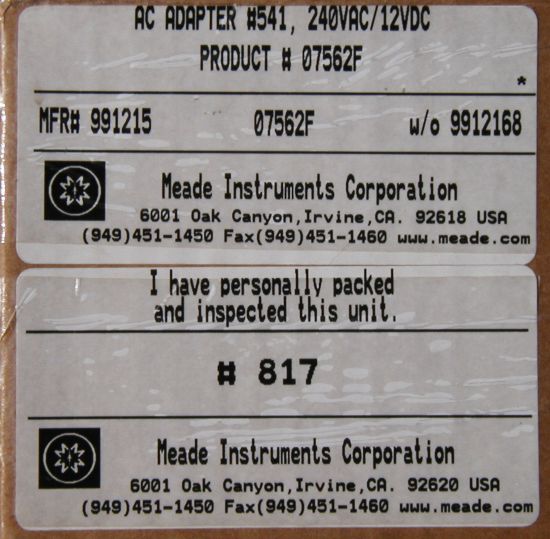 AC ADAPTER #541, 240VAC/12VDC
PRODUCT # 07562F
*
MFR# 991215 07562F w/o 9912168
Meade Instruments Corporation
6001 Oak Canyon,Irvine,CA. 92618 USA
(949)451-1450 Fax(949)451-1460 www.meade.com
I have personally packed
and inspected this unit.
# 817
Meade Instruments Corporation
6001 Oak Canyon,Irvine,CA. 92620 USA
(949)451-1450 Fax(949)451-1460 www.meade.com